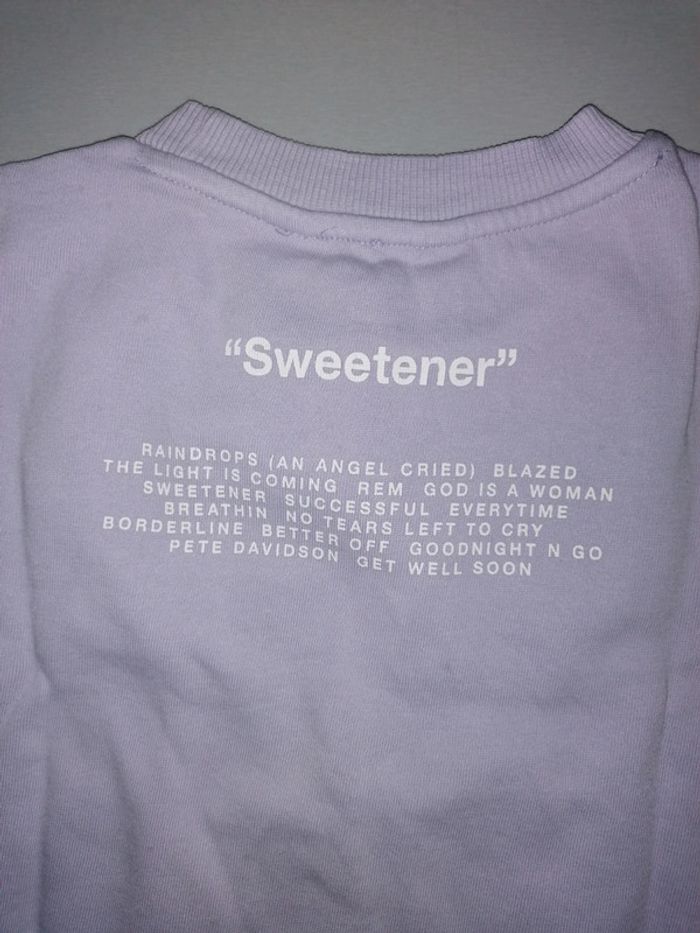 “Sweetener”
RAINDROPS (AN ANGEL CRIED) BLAZED
THE LIGHT IS COMING REM GOD IS A WOMAN
SWEETENER SUCCESSFUL EVERYTIME
BREATHIN NO TEARS LEFT TO CRY
BORDERLINE BETTER OFF GOODNIGHT N GO
PETE DAVIDSON GET WELL SOON